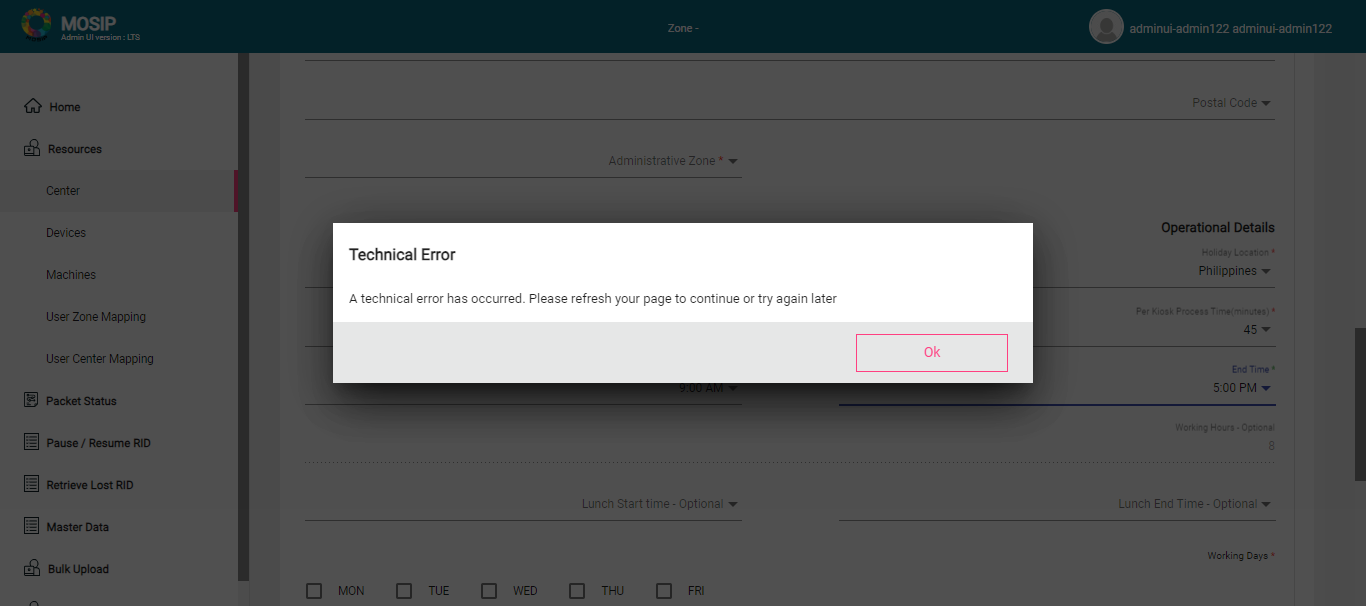 MOSIP
Admin UI version : LTS
Zone -
adminui-admin122 adminui-admin122
Home
Resources
Center
Devices
Machines
User Zone Mapping
User Center Mapping
Packet Status
Pause / Resume RID
Retrieve Lost RID
Master Data
Bulk Upload
Postal Code
Administrative Zone *
Operational Details
Holiday Location *
Philippines
Per Kiosk Process Time(minutes) *
45
Technical Error
A technical error has occurred. Please refresh your page to continue or try again later
Ok
9:00 AM
End Time *
5:00 PM
Working Hours - Optional
8
Lunch Start time - Optional
Lunch End Time - Optional
Working Days *
MON TUE WED THU FRI